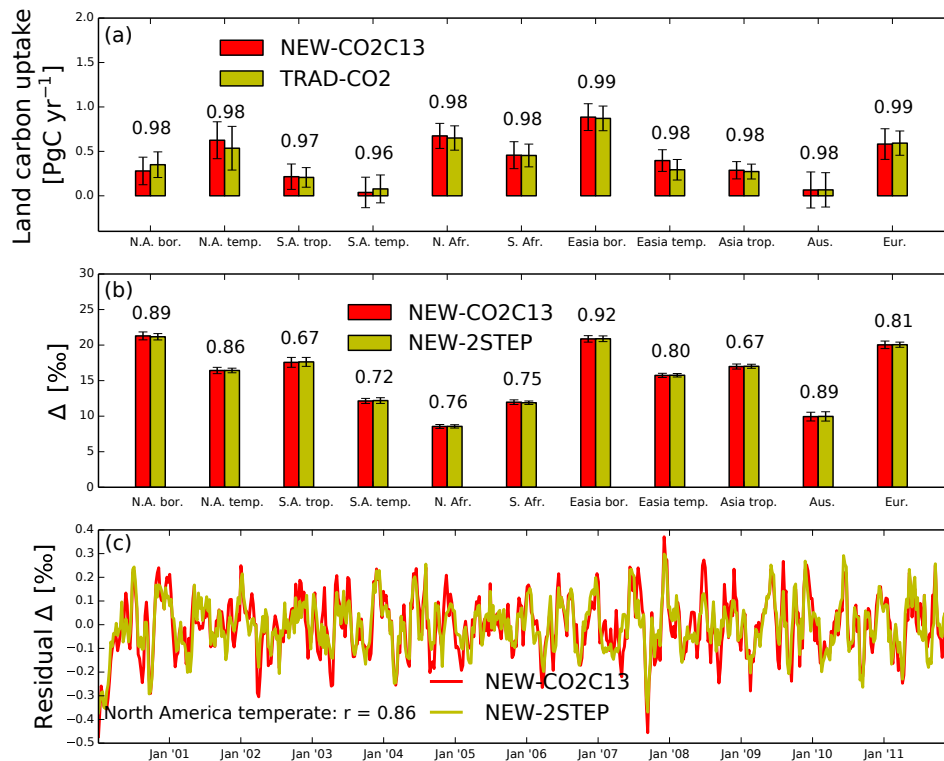 (a)
2.0
1.5
1.0
0.5
0.0
Land carbon uptake
[PgC yr⁻¹]
NEW-CO2C13
TRAD-CO2
0.98
0.98
0.97
0.96
0.98
0.98
0.99
0.98
0.98
0.98
0.99
N.A. bor.
N.A. temp.
S.A. trop.
S.A. temp.
N. Afr.
S. Afr.
Easia bor.
Easia temp.
Asia trop.
Aus.
Eur.
(b)
30
25
20
15
10
5
0
Δ [‰]
NEW-CO2C13
NEW-2STEP
0.89
0.86
0.67
0.72
0.76
0.75
0.92
0.80
0.67
0.89
0.81
N.A. bor.
N.A. temp.
S.A. trop.
S.A. temp.
N. Afr.
S. Afr.
Easia bor.
Easia temp.
Asia trop.
Aus.
Eur.
(c)
0.4
0.3
0.2
0.1
0.0
−0.1
−0.2
−0.3
−0.4
−0.5
Residual Δ [‰]
NEW-CO2C13
NEW-2STEP
North America temperate: r = 0.86
Jan '01
Jan '02
Jan '03
Jan '04
Jan '05
Jan '06
Jan '07
Jan '08
Jan '09
Jan '10
Jan '11